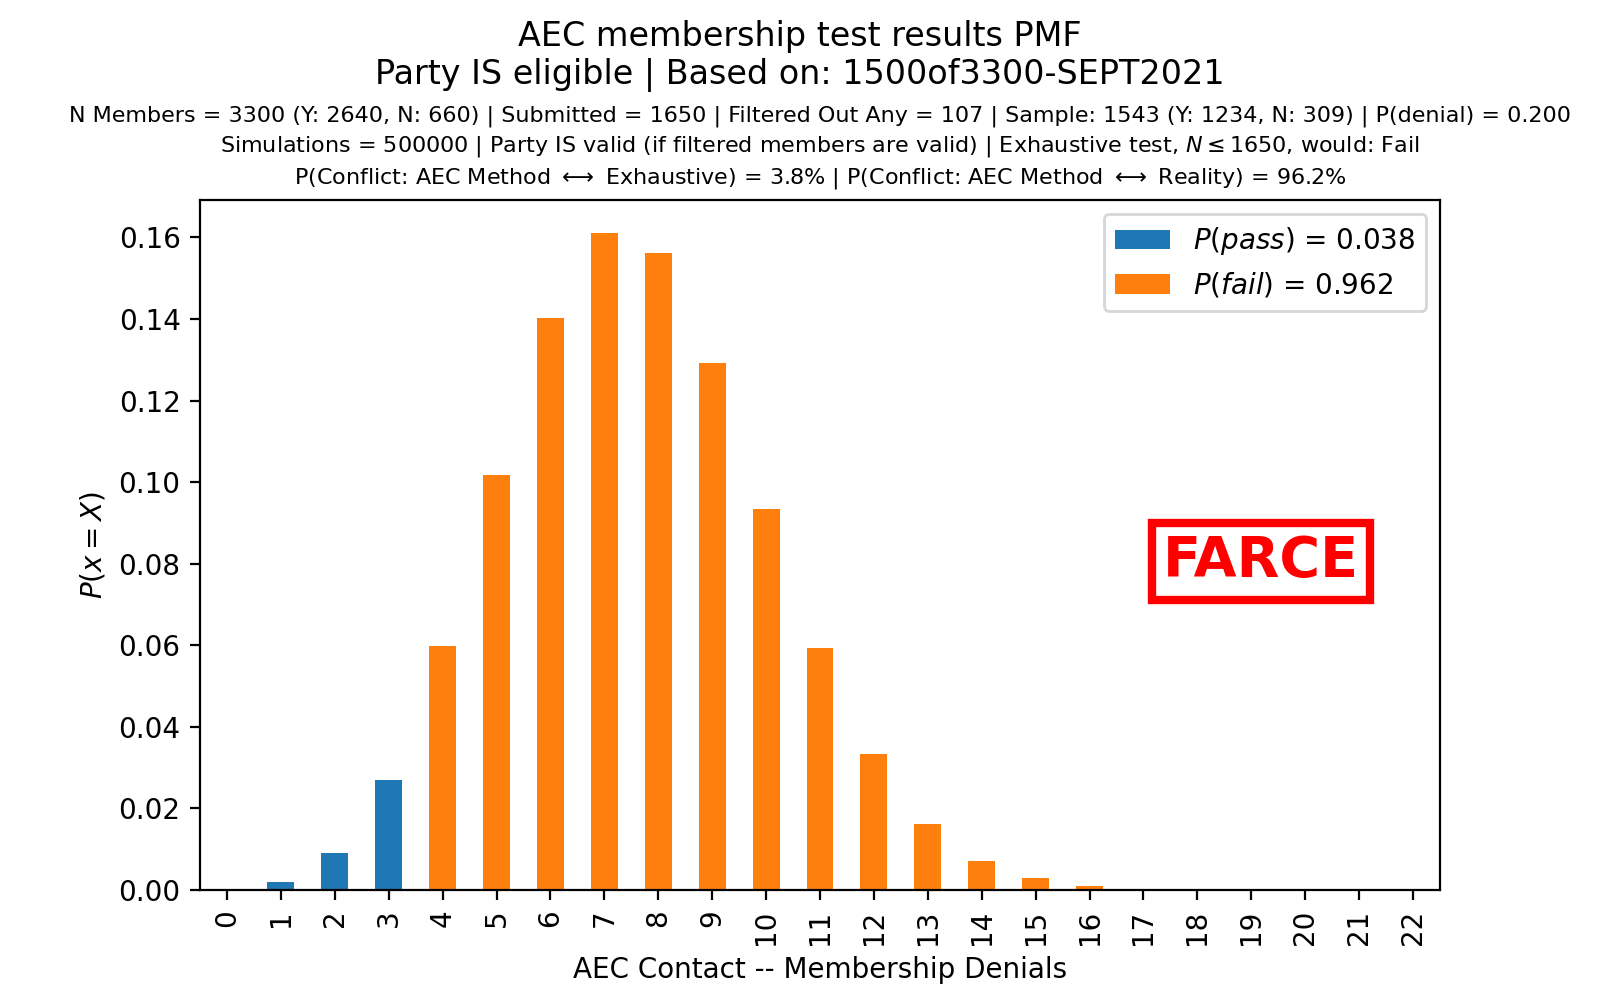 AEC membership test results PMF
Party IS eligible | Based on: 1500of3300-SEPT2021
N Members = 3300 (Y: 2640, N: 660) | Submitted = 1650 | Filtered Out Any = 107 | Sample: 1543 (Y: 1234, N: 309) | P(denial) = 0.200
Simulations = 500000 | Party IS valid (if filtered members are valid) | Exhaustive test, N ≤ 1650, would: Fail
P(Conflict: AEC Method ⟷ Exhaustive) = 3.8% | P(Conflict: AEC Method ⟷ Reality) = 96.2%
P(pass) = 0.038
P(fail) = 0.962
FARCE
P(x = X)
0.16
0.14
0.12
0.10
0.08
0.06
0.04
0.02
0.00
0 1 2 3 4 5 6 7 8 9 10 11 12 13 14 15 16 17 18 19 20 21 22
AEC Contact -- Membership Denials